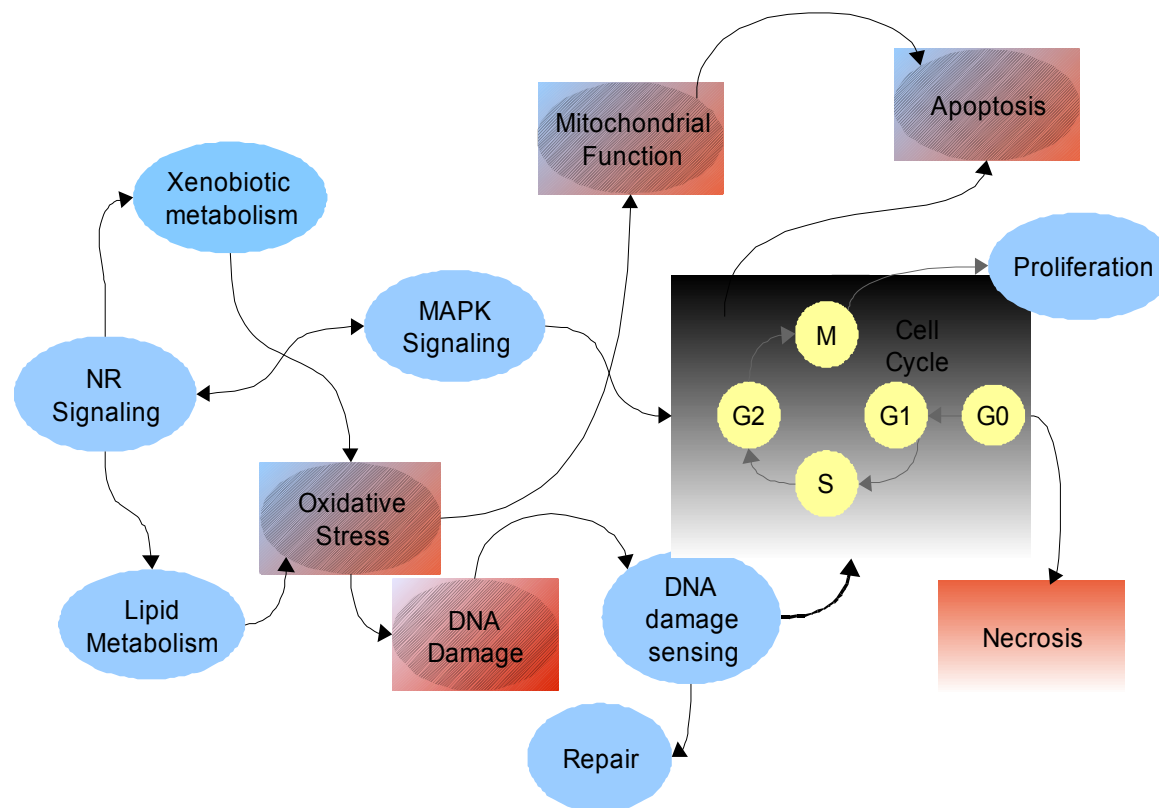 Mitochondrial
Function
Apoptosis
Xenobiotic
metabolism
Proliferation
MAPK
Signaling
M
Cell
Cycle
NR
Signaling
G2
G1
G0
S
Oxidative
Stress
Lipid
Metabolism
DNA
Damage
DNA
damage
sensing
Necrosis
Repair